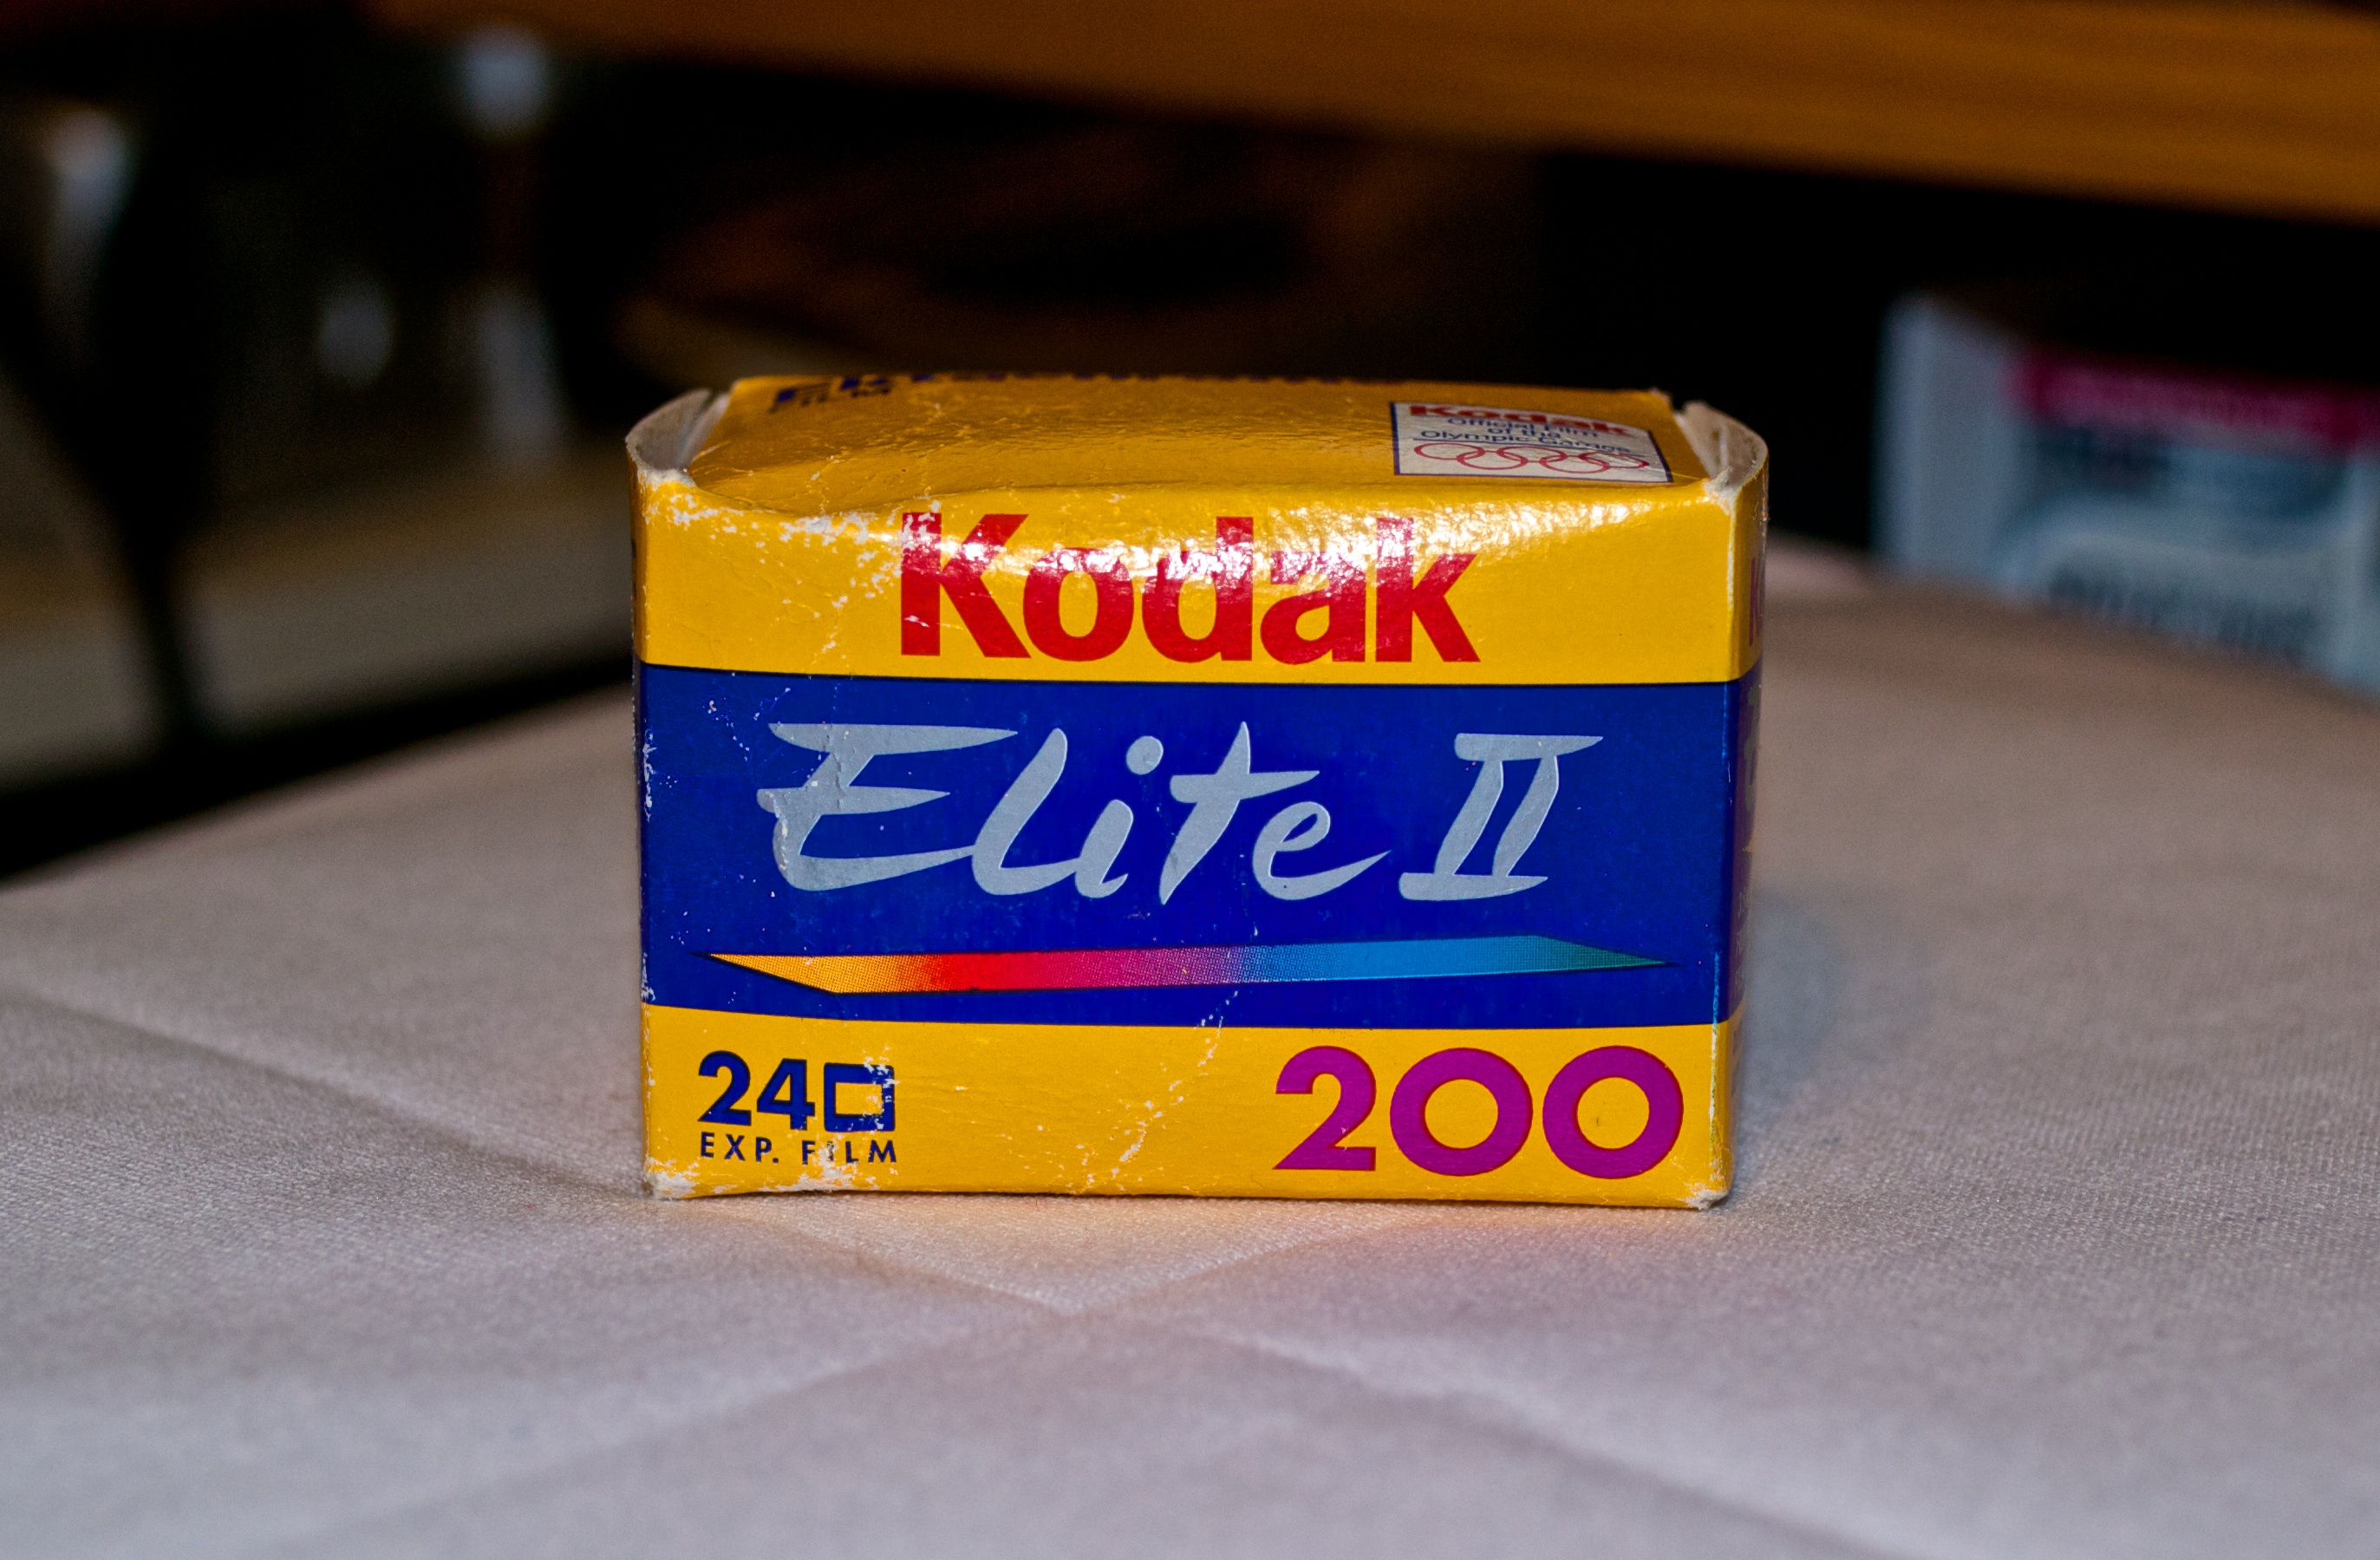 Kodak
Official Film
of the
Olympic Games
Kodak
Elite II
24
EXP. FILM
200